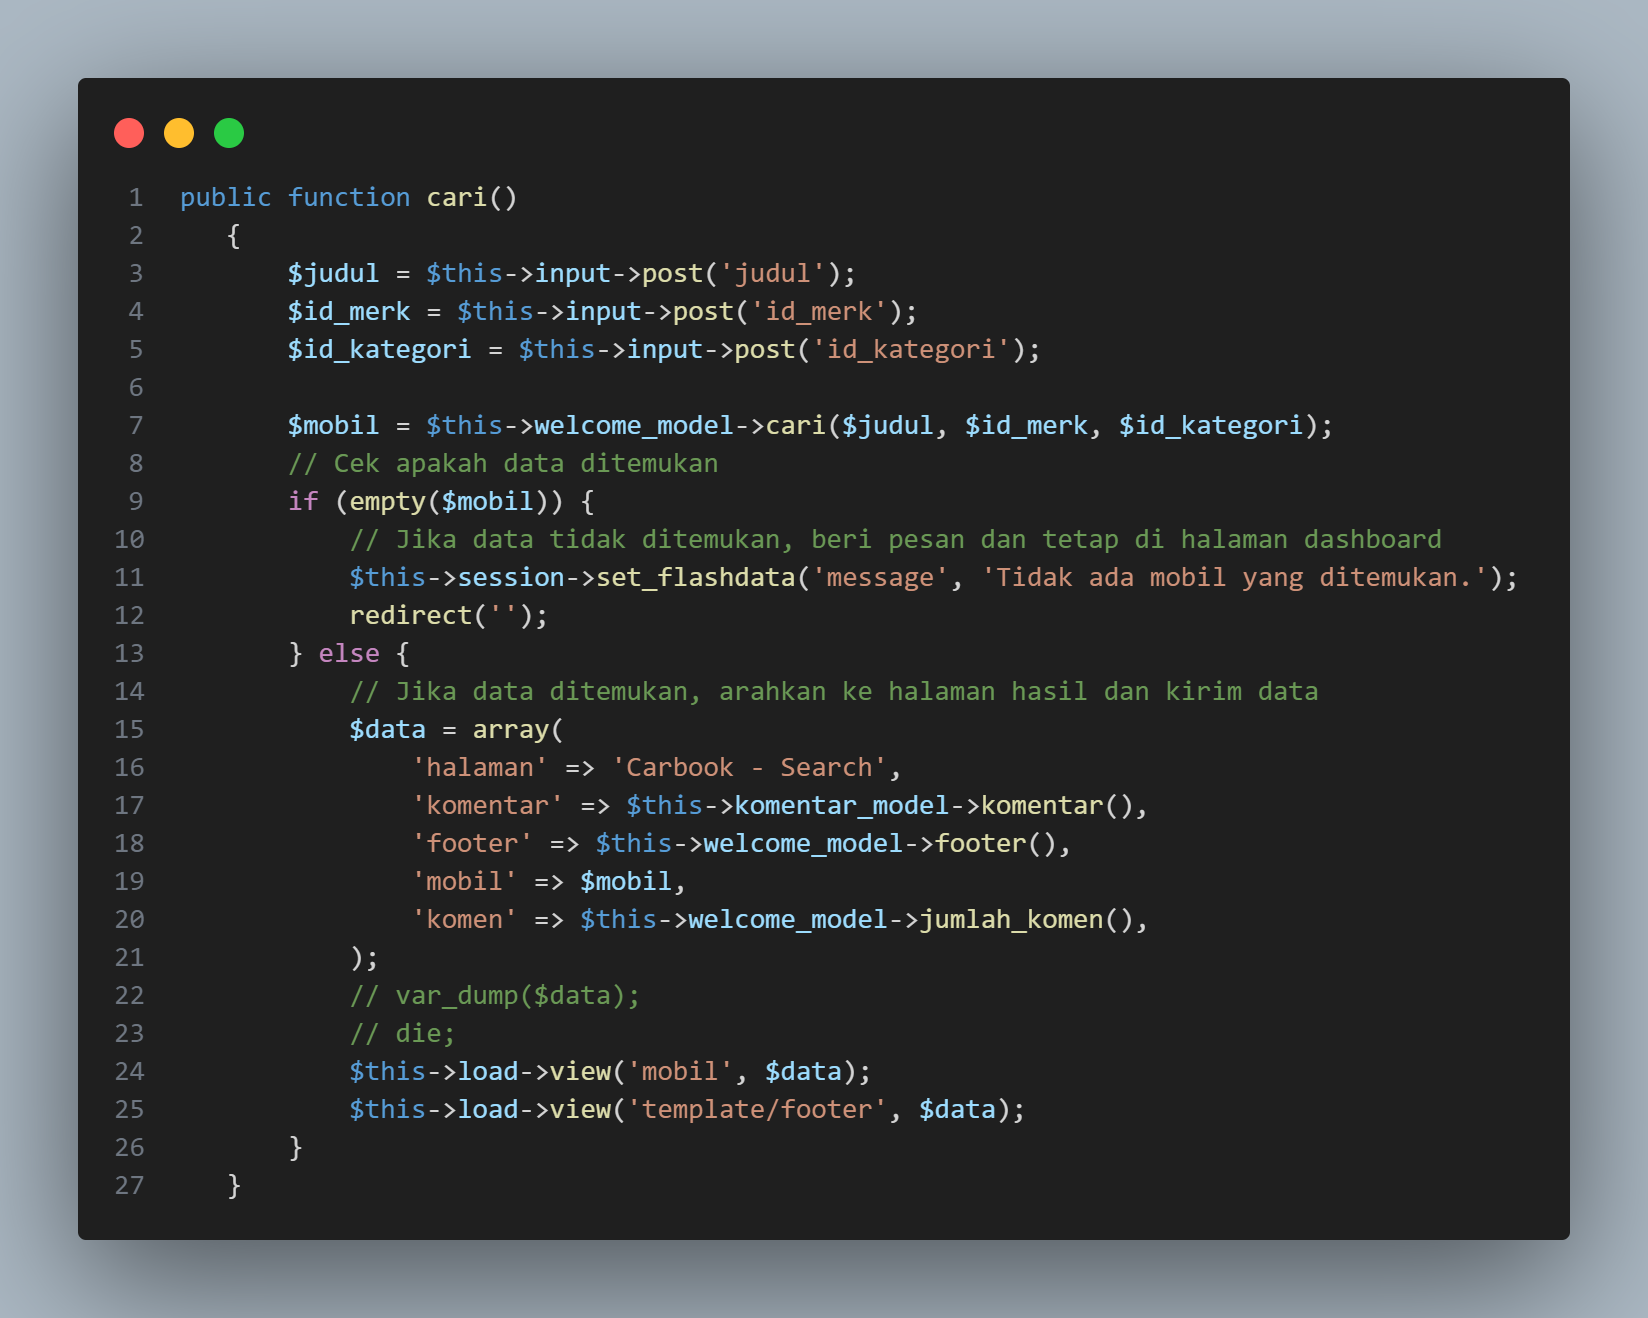 1 public function cari()
2 {
3 $judul = $this->input->post('judul');
4 $id_merk = $this->input->post('id_merk');
5 $id_kategori = $this->input->post('id_kategori');
6
7 $mobil = $this->welcome_model->cari($judul, $id_merk, $id_kategori);
8 // Cek apakah data ditemukan
9 if (empty($mobil)) {
10 // Jika data tidak ditemukan, beri pesan dan tetap di halaman dashboard
11 $this->session->set_flashdata('message', 'Tidak ada mobil yang ditemukan.');
12 redirect('');
13 } else {
14 // Jika data ditemukan, arahkan ke halaman hasil dan kirim data
15 $data = array(
16 'halaman' => 'Carbook - Search',
17 'komentar' => $this->komentar_model->komentar(),
18 'footer' => $this->welcome_model->footer(),
19 'mobil' => $mobil,
20 'komen' => $this->welcome_model->jumlah_komen(),
21 );
22 // var_dump($data);
23 // die;
24 $this->load->view('mobil', $data);
25 $this->load->view('template/footer', $data);
26 }
27 }